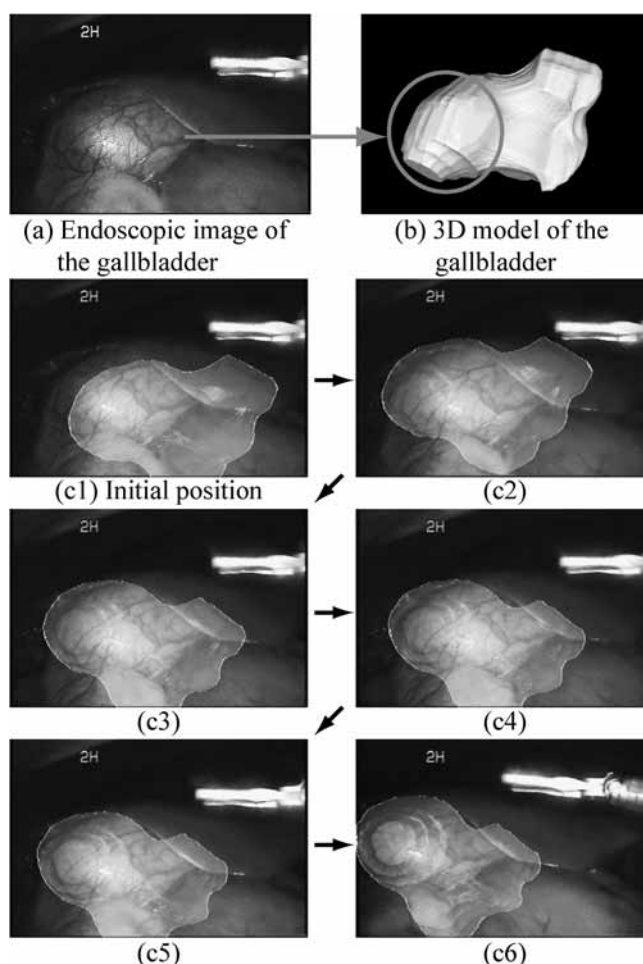 2H
(a) Endoscopic image of
the gallbladder
(b) 3D model of the
gallbladder
2H
2H
(c1) Initial position
(c2)
2H
2H
(c3)
(c4)
2H
2H
(c5)
(c6)